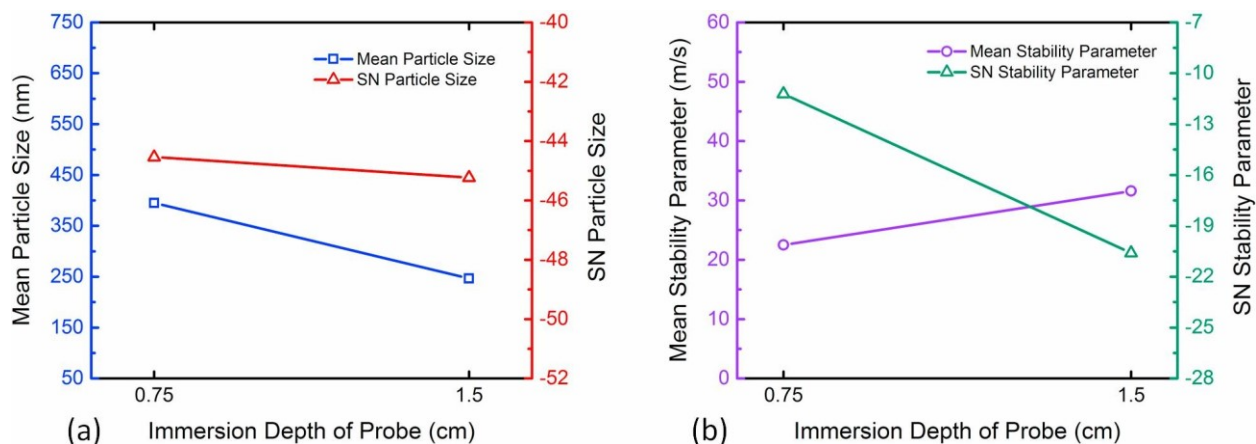 750
650
550
450
350
250
150
50
Mean Particle Size (nm)
Mean Particle Size
SN Particle Size
-40
-42
-44
-46
-48
-50
-52
SN Particle Size
0.75
1.5
(a)
Immersion Depth of Probe (cm)
60
50
40
30
20
10
0
Mean Stability Parameter (m/s)
Mean Stability Parameter
SN Stability Parameter
-7
-10
-12
-16
-19
-21
-25
-28
SN Stability Parameter
0.75
1.5
(b)
Immersion Depth of Probe (cm)